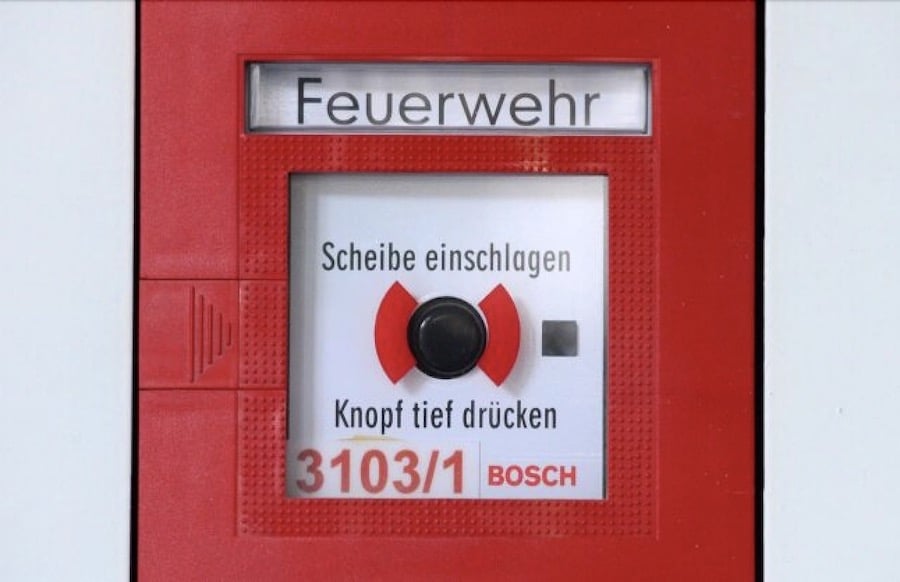 Feuerwehr
Scheibe einschlagen
Knopf tief drücken
3103/1 BOSCH